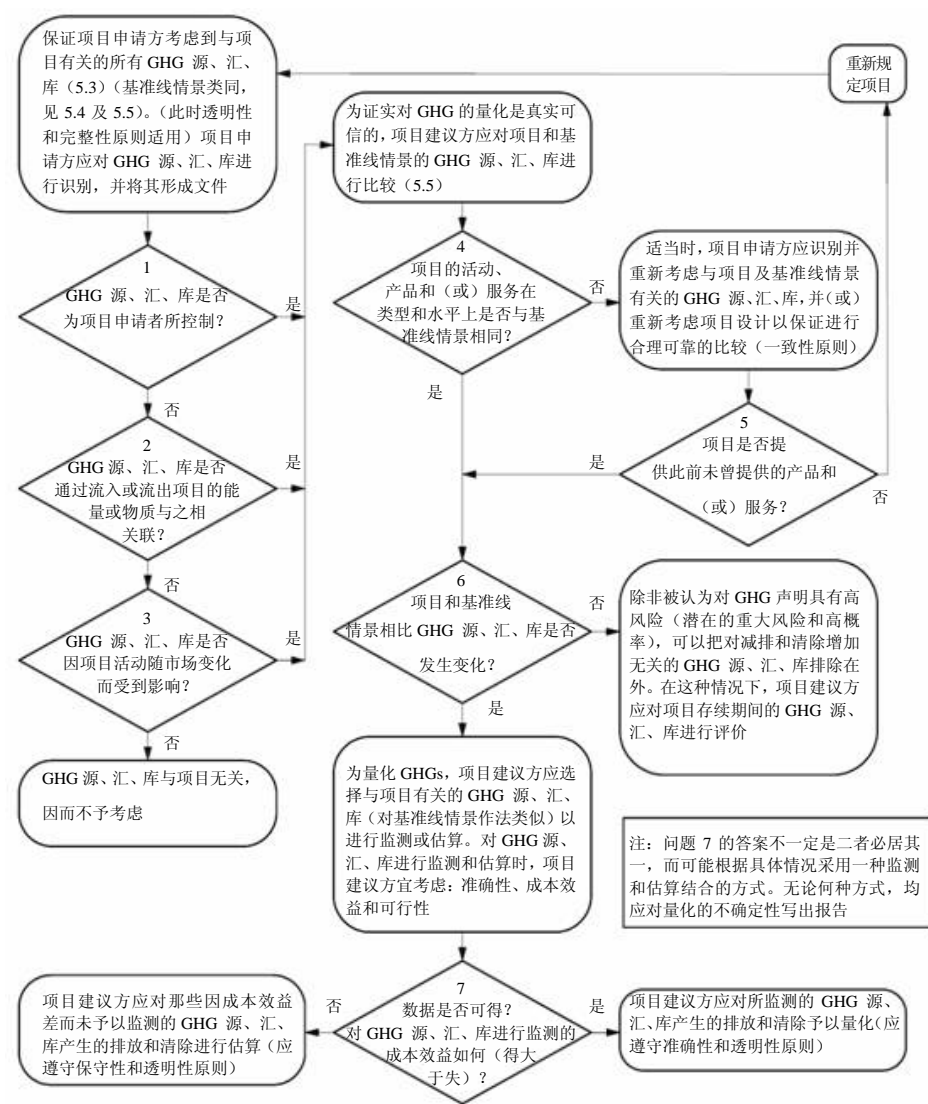 保证项目申请方考虑到与项
目有关的所有 GHG 源、汇、
库（5.3）（基准线情景类同，
见 5.4 及 5.5）。（此时透明性
和完整性原则适用）项目申
请方应对 GHG 源、汇、库进
行识别，并将其形成文件
重新规
定项目
为证实对 GHG 的量化是真实可
信的，项目建议方应对项目和基
准线情景的 GHG 源、汇、库进
行比较（5.5）
1
GHG 源、汇、库是否
为项目申请者所控制？
是
否
4
项目的活动、
产品和（或）服务在
类型和水平上是否与基
准线情景相同？
否
是
适当时，项目申请方应识别并
重新考虑与项目及基准线情景
有关的 GHG 源、汇、库，并（或）
重新考虑项目设计以保证进行
合理可靠的比较（一致性原则）
2
GHG 源、汇、库是否
通过流入或流出项目的能
量或物质与之相
关联？
是
否
5
项目是否提
供此前未曾提供的产品和
（或）服务？
是
否
3
GHG 源、汇、库是否
因项目活动随市场变化
而受到影响？
是
否
6
项目和基准线
情景相比 GHG 源、汇、库是否
发生变化？
否
是
除非被认为对 GHG 声明具有高
风险（潜在的重大风险和高概
率），可以把对减排和清除增加
无关的 GHG 源、汇、库排除在
外。在这种情况下，项目建议方
应对项目存续期间的 GHG 源、
汇、库进行评价
GHG 源、汇、库与项目无关，
因而不予考虑
为量化 GHGs，项目建议方应选
择与项目有关的 GHG 源、汇、
库（对基准线情景作法类似）以
进行监测或估算。对 GHG 源、
汇、库进行监测和估算时，项目
建议方宜考虑：准确性、成本效
益和可行性
注：问题 7 的答案不一定是二者必居其
一，而可能根据具体情况采用一种监测
和估算结合的方式。无论何种方式，均
应对量化的不确定性写出报告
7
数据是否可得？
对 GHG 源、汇、库进行监测的
成本效益如何（得大
于失）？
否
是
项目建议方应对那些因成本效益
差而未予以监测的 GHG 源、汇、
库产生的排放和清除进行估算（应
遵守保守性和透明性原则）
项目建议方应对所监测的 GHG 源、
汇、库产生的排放和清除予以量化（应
遵守准确性和透明性原则）